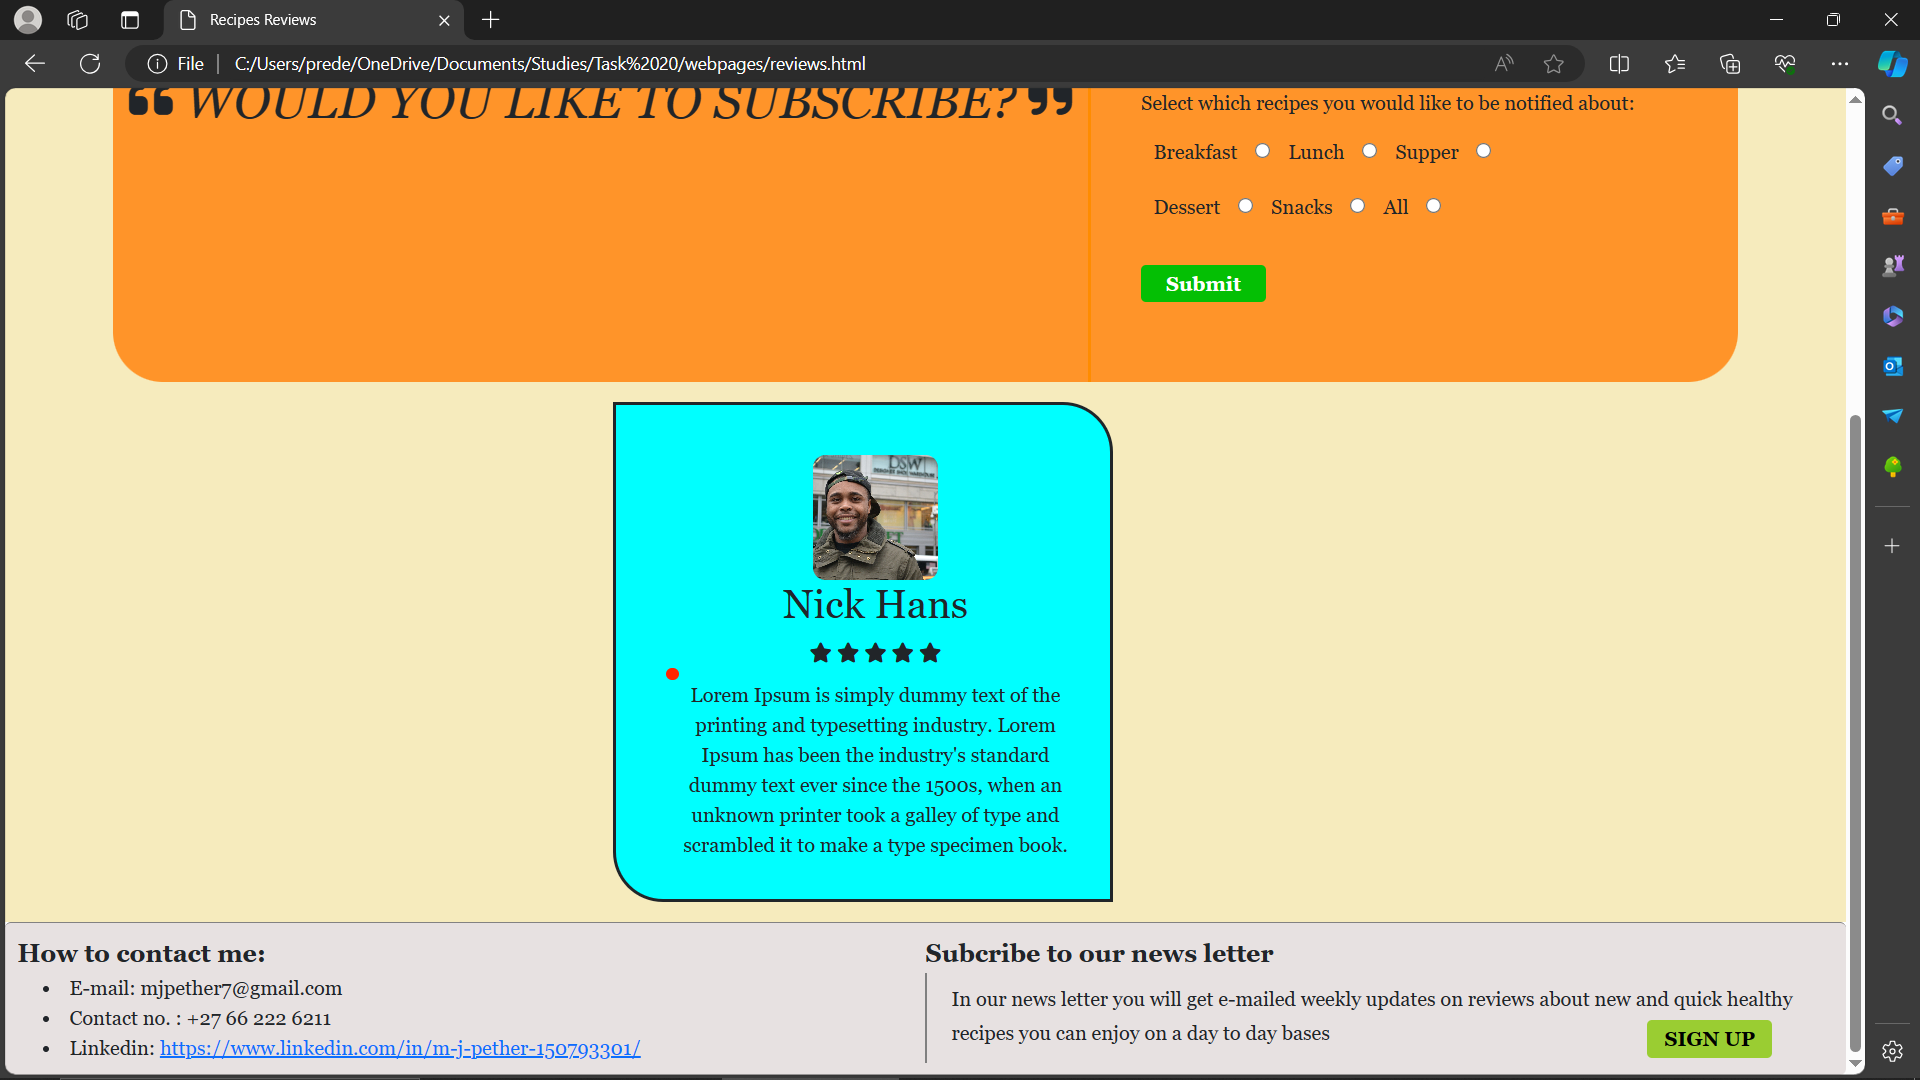 Recipes Reviews
File
C:/Users/prede/OneDrive/Documents/Studies/Task%2020/webpages/reviews.html
❝ WOULD YOU LIKE TO SUBSCRIBE? ❞
Select which recipes you would like to be notified about:
Breakfast Lunch Supper
Dessert Snacks All
Submit
DSW
Nick Hans
Lorem Ipsum is simply dummy text of the
printing and typesetting industry. Lorem
Ipsum has been the industry's standard
dummy text ever since the 1500s, when an
unknown printer took a galley of type and
scrambled it to make a type specimen book.
How to contact me:
• E-mail: mjpether7@gmail.com
• Contact no. : +27 66 222 6211
• Linkedin: https://www.linkedin.com/in/m-j-pether-150793301/
Subcribe to our news letter
In our news letter you will get e-mailed weekly updates on reviews about new and quick healthy
recipes you can enjoy on a day to day bases
SIGN UP